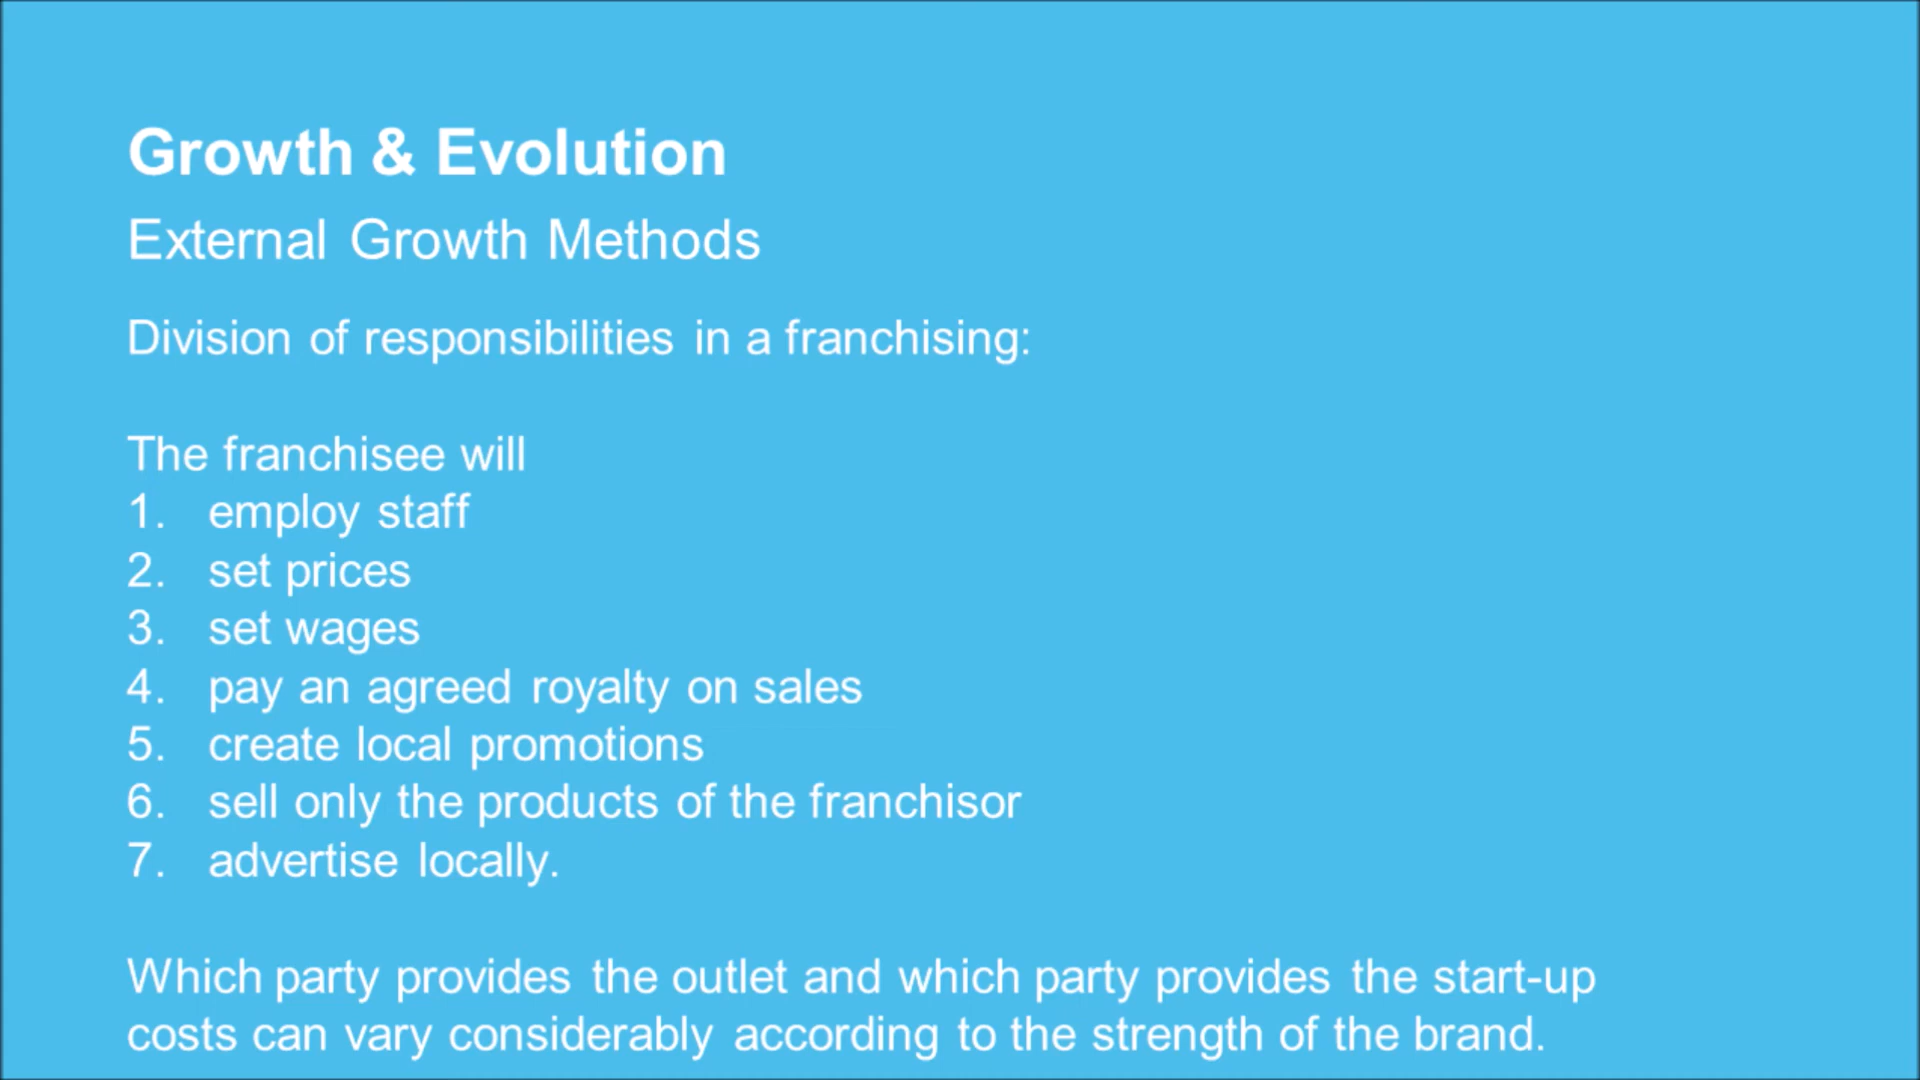 Growth & Evolution
External Growth Methods
Division of responsibilities in a franchising:
The franchisee will
1. employ staff
2. set prices
3. set wages
4. pay an agreed royalty on sales
5. create local promotions
6. sell only the products of the franchisor
7. advertise locally.
Which party provides the outlet and which party provides the start-up
costs can vary considerably according to the strength of the brand.